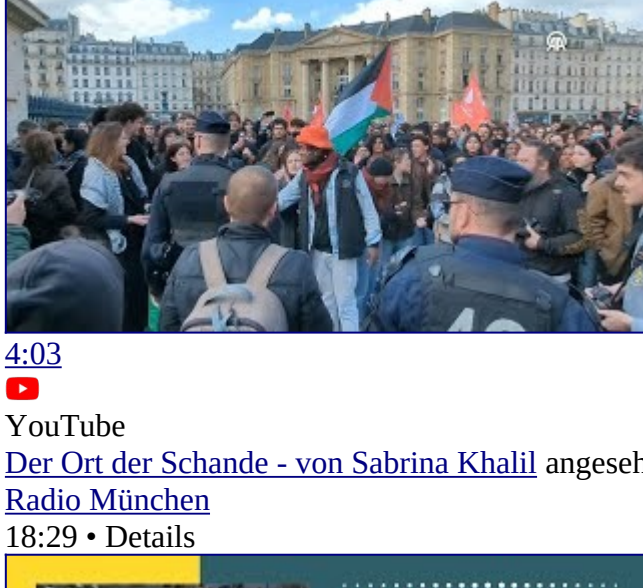 4:03
YouTube
Der Ort der Schande - von Sabrina Khalil angeseh
Radio München
18:29 • Details